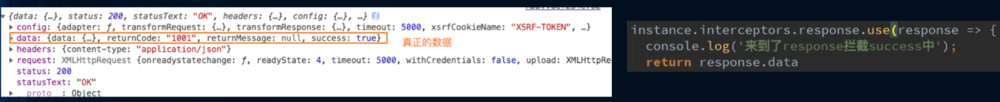 {data: {…}, status: 200, statusText: "OK", headers: {…}, config: {…}, …}
config: {adapter: ƒ, transformRequest: {…}, transformResponse: {…}, timeout: 5000, xsrfCookieName: "XSRF-TOKEN", …}
data: {data: {…}, returnCode: "1001", returnMessage: null, success: true}
真正的数据
headers: {content-type: "application/json"}
request: XMLHttpRequest {onreadystatechange: ƒ, readyState: 4, timeout: 5000, withCredentials: false, upload: XMLHttpRe
status: 200
statusText: "OK"
proto : Object
instance.interceptors.response.use(response => {
console.log('来到了response拦截success中');
return response.data